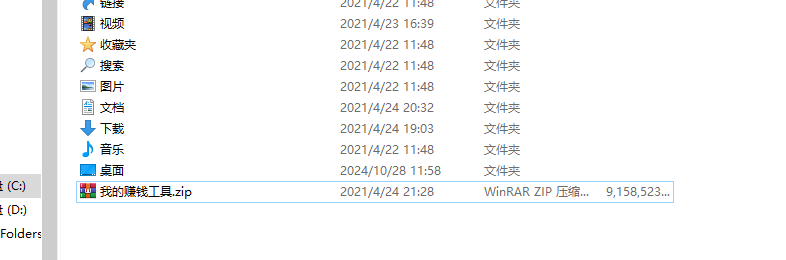 链接 2021/4/22 11:48 文件夹
视频 2021/4/23 16:39 文件夹
收藏夹 2021/4/22 11:48 文件夹
搜索 2021/4/22 11:48 文件夹
图片 2021/4/22 11:48 文件夹
文档 2021/4/24 20:32 文件夹
下载 2021/4/24 19:03 文件夹
音乐 2021/4/22 11:48 文件夹
桌面 2024/10/28 11:58 文件夹
(C:) 我的赚钱工具.zip 2021/4/24 21:28 WinRAR ZIP 压缩... 9,158,523...
(D:)
Folders